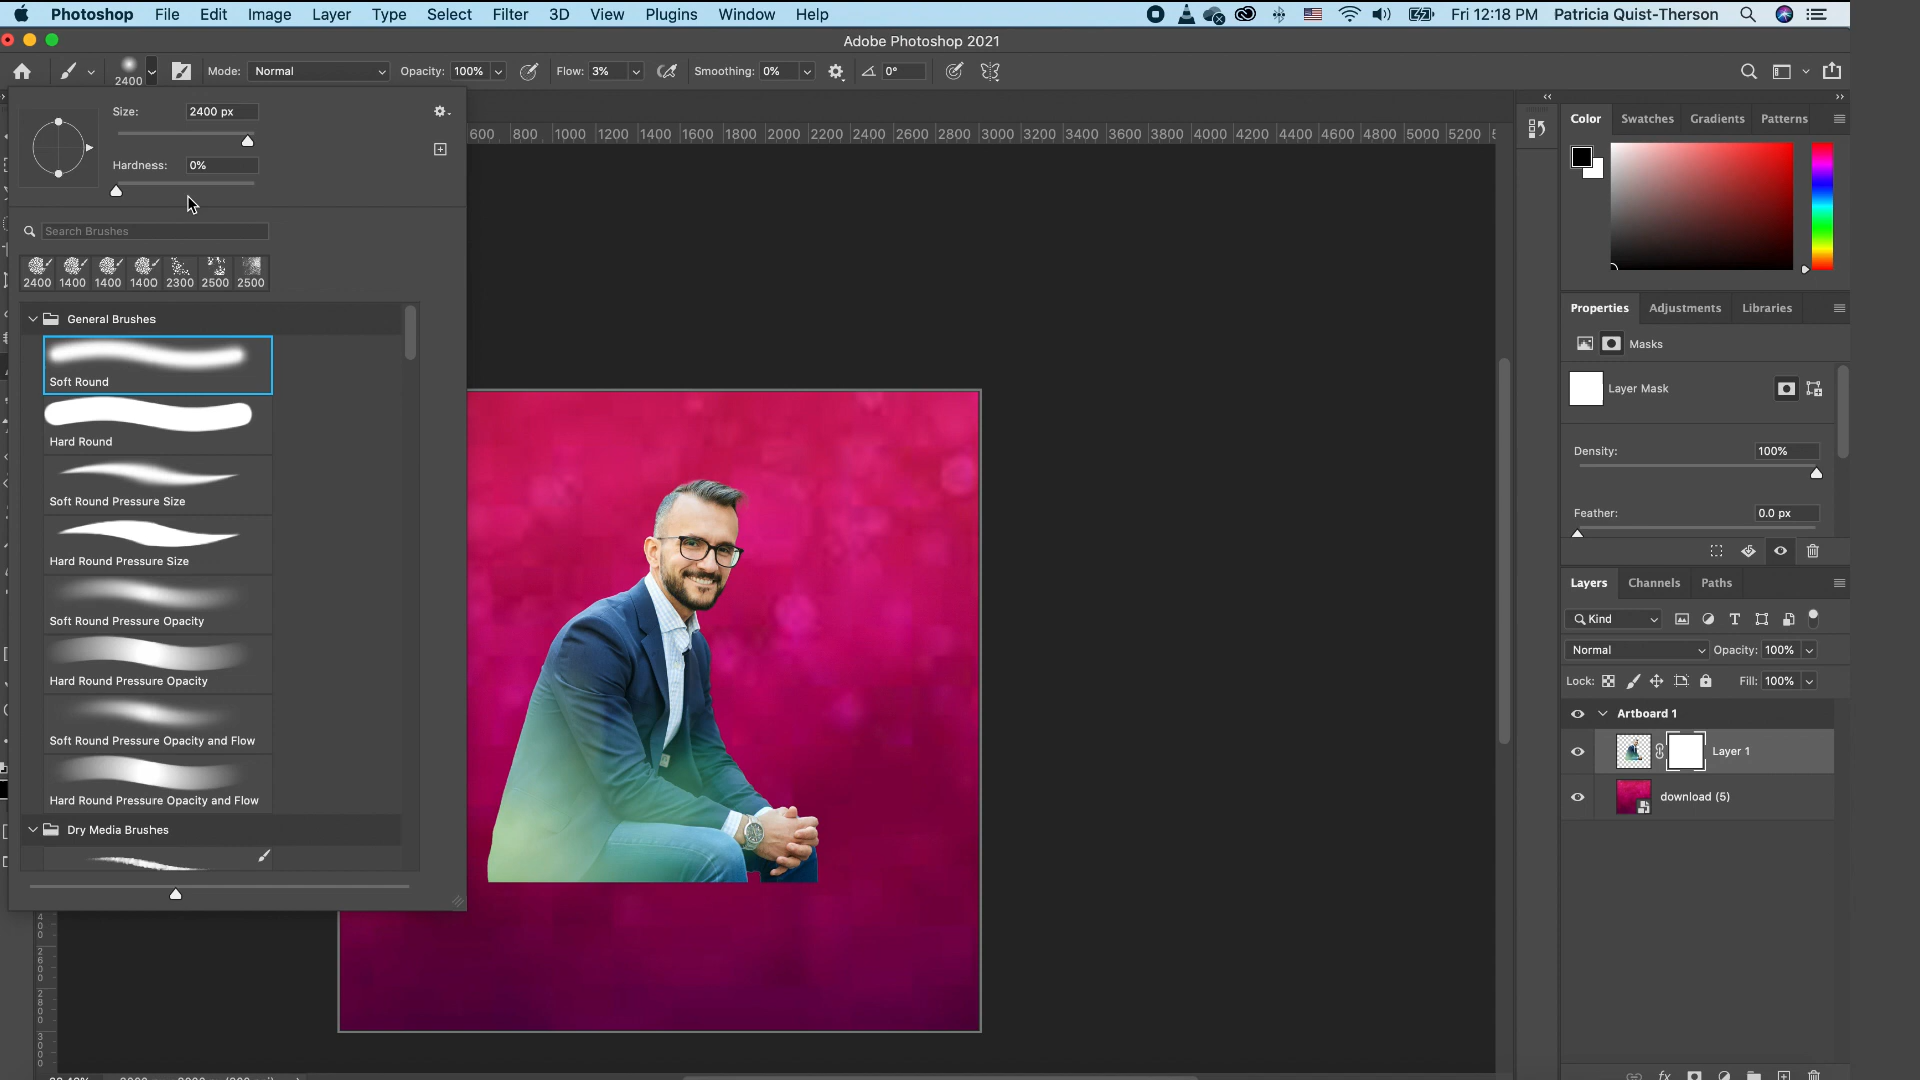 Photoshop File Edit Image Layer Type Select Filter 3D View Plugins Window Help Fri 12:18 PM Patricia Quist-Therson
Adobe Photoshop 2021
2400 Mode: Normal Opacity: 100% Flow: 3% Smoothing: 0% 0°
Size: 2400 px
Hardness: 0%
Search Brushes
2400 1400 1400 1400 2300 2500 2500
General Brushes
Soft Round
Hard Round
Soft Round Pressure Size
Hard Round Pressure Size
Soft Round Pressure Opacity
Hard Round Pressure Opacity
Soft Round Pressure Opacity and Flow
Hard Round Pressure Opacity and Flow
Dry Media Brushes
600 800 1000 1200 1400 1600 1800 2000 2200 2400 2600 2800 3000 3200 3400 3600 3800 4000 4200 4400 4600 4800 5000 5200
2600
2800
3000
Color Swatches Gradients Patterns
Properties Adjustments Libraries
Masks
Layer Mask
Density: 100%
Feather: 0.0 px
Layers Channels Paths
Kind
Normal Opacity: 100%
Lock: Fill: 100%
Artboard 1
Layer 1
download (5)
fx